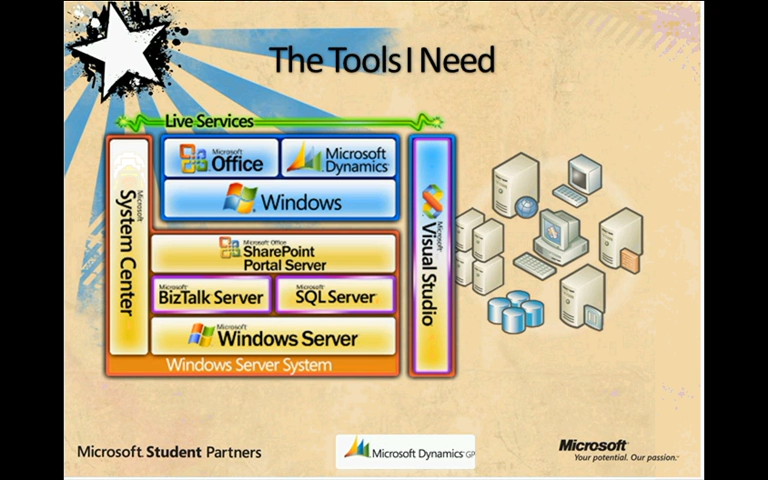 The Tools I Need
Live Services
Microsoft
Office
Microsoft
Dynamics
Windows
Microsoft
System Center
Microsoft Office
SharePoint
Portal Server
Microsoft
BizTalk Server
Microsoft
SQL Server
Microsoft
Windows Server
Windows Server System
Microsoft
Visual Studio
Microsoft Student Partners
Microsoft Dynamics GP
Microsoft
Your potential. Our passion.™